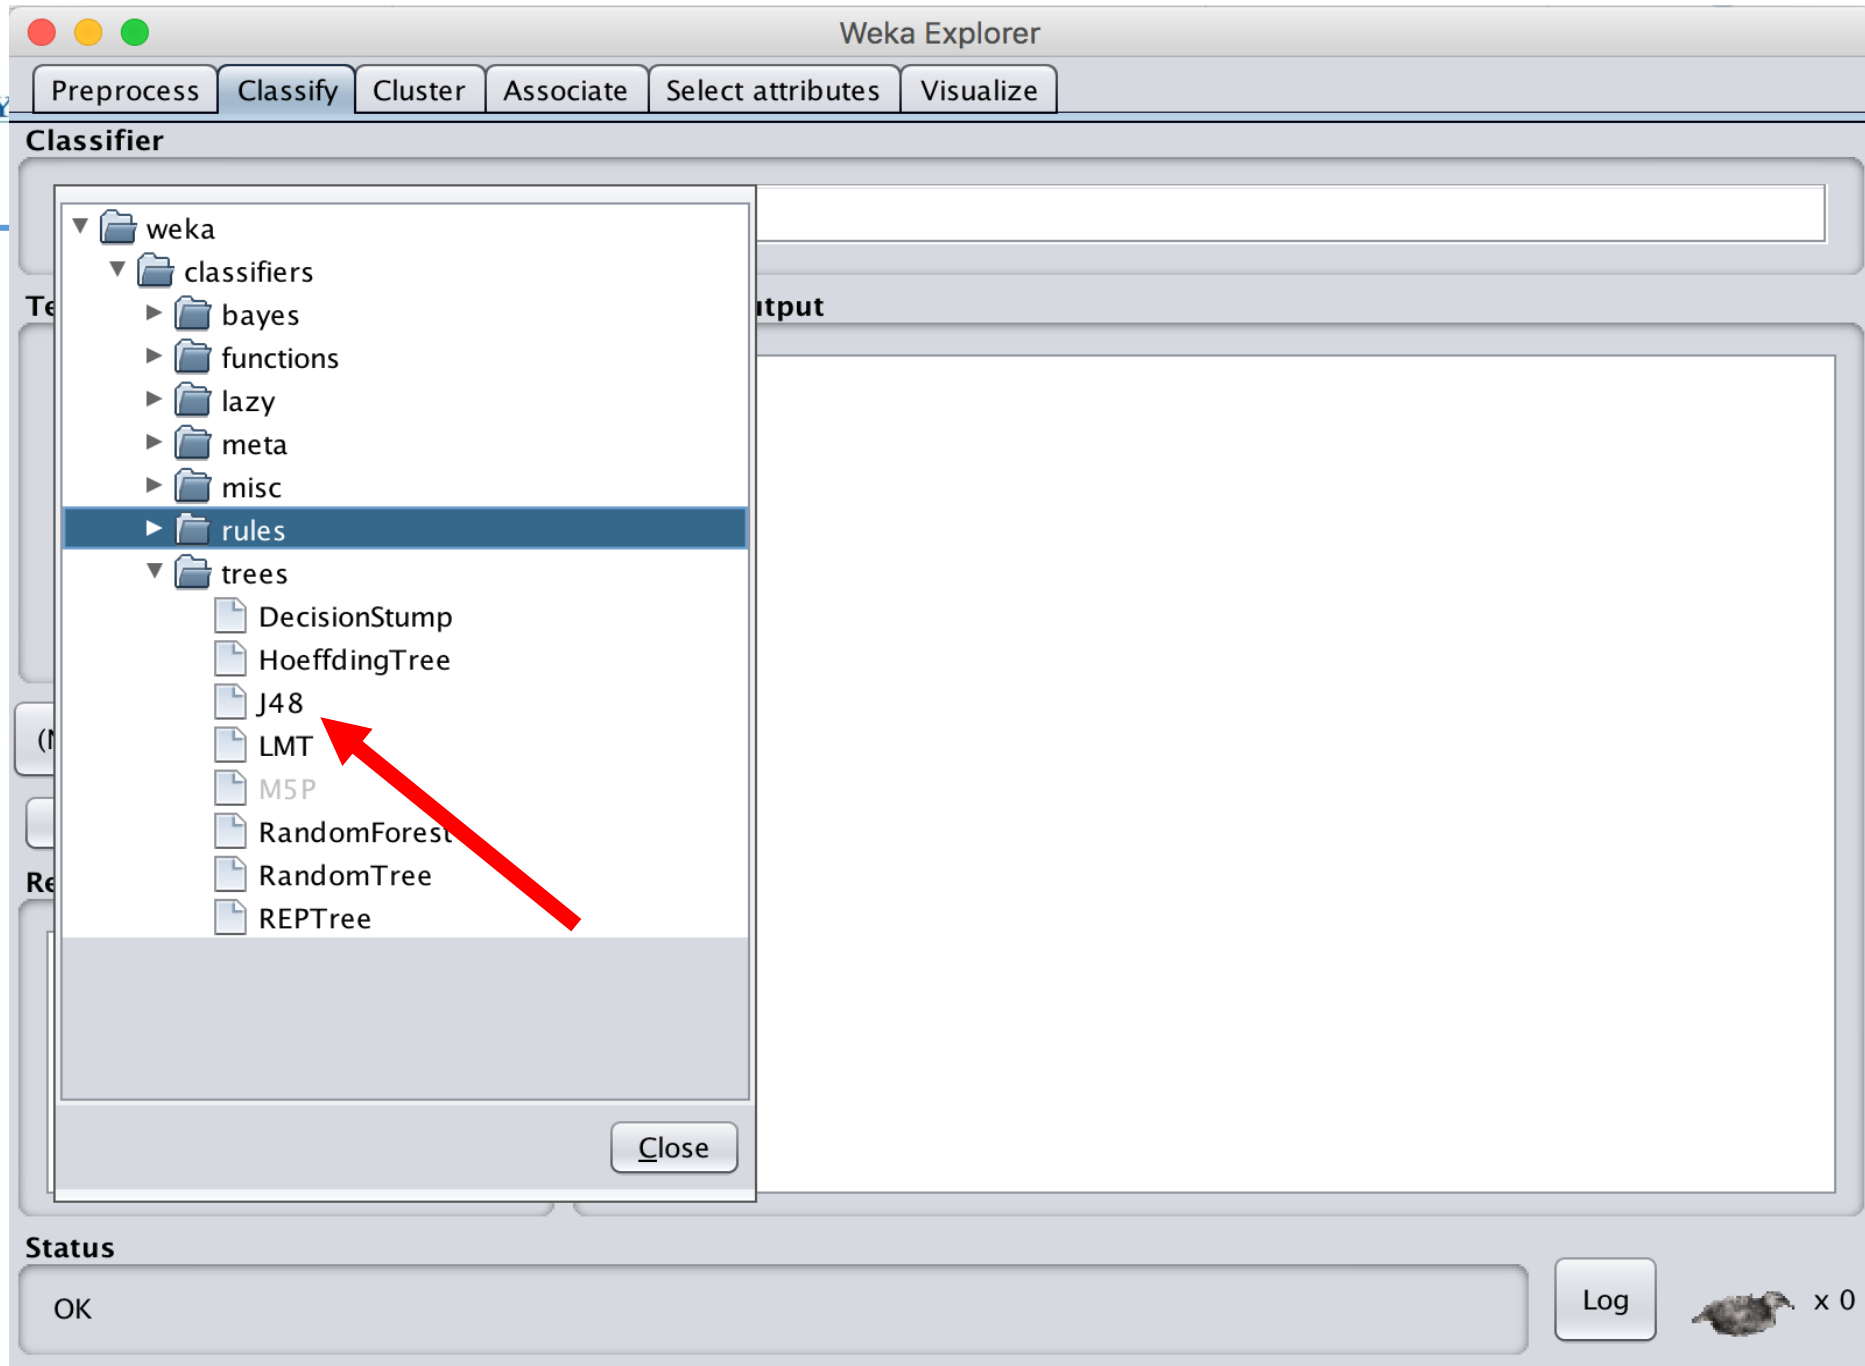 Weka Explorer
Preprocess Classify Cluster Associate Select attributes Visualize
Classifier
weka
classifiers
bayes
functions
lazy
meta
misc
rules
trees
DecisionStump
HoeffdingTree
J48
LMT
M5P
RandomForest
RandomTree
REPTree
Close
Status
OK
Log
x 0